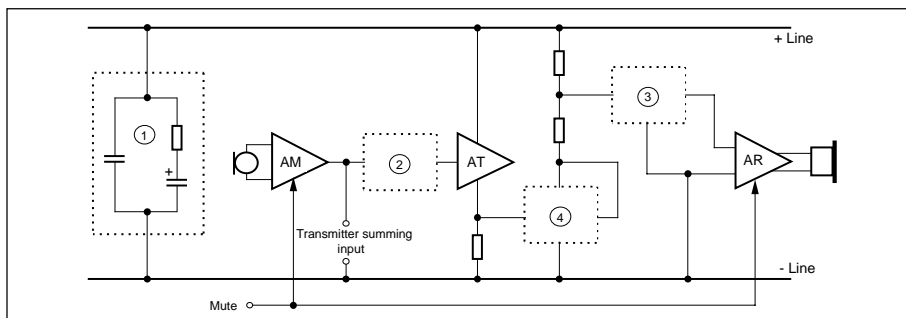 + Line
1
3
2
AM
AT
AR
4
Transmitter summing
input
- Line
Mute
+